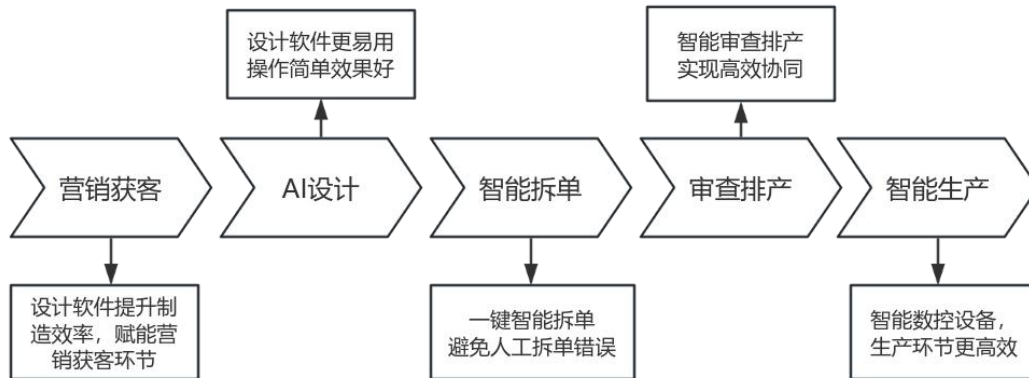 设计软件更易用
操作简单效果好
智能审查排产
实现高效协同
营销获客
AI设计
智能拆单
审查排产
智能生产
设计软件提升制
造效率，赋能营
销获客环节
一键智能拆单
避免人工拆单错误
智能数控设备，
生产环节更高效